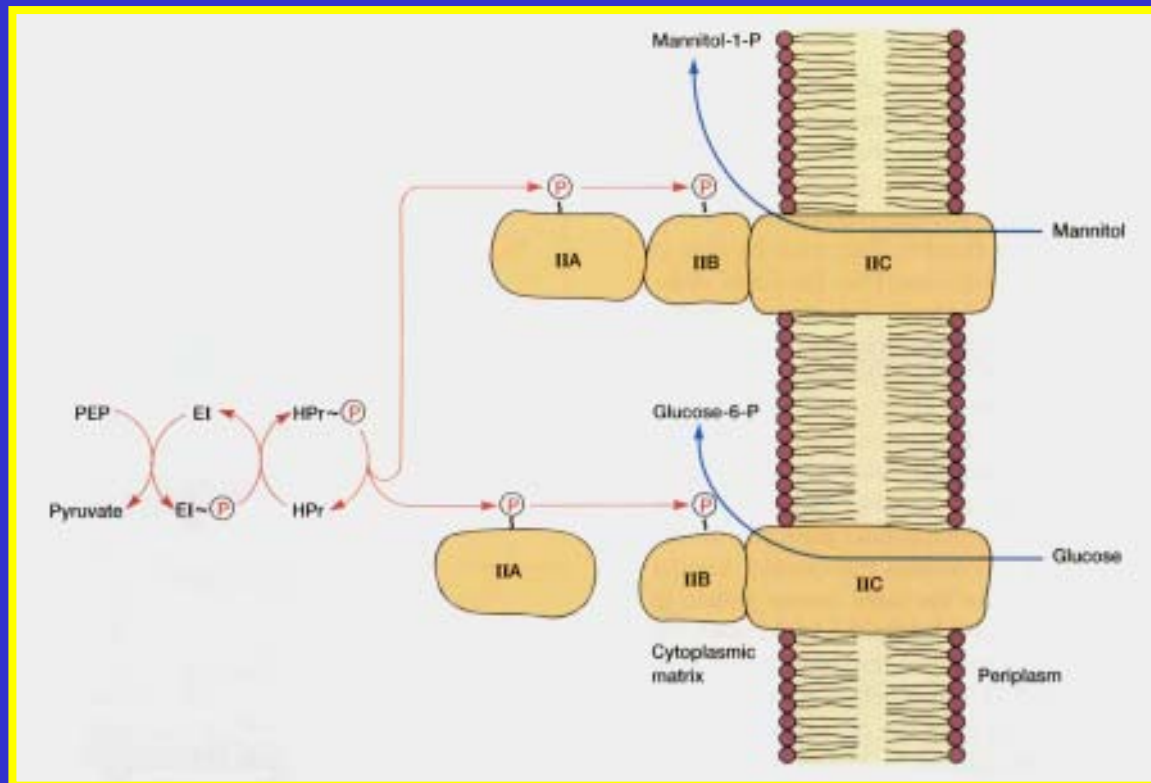 Mannitol-1-P
P
P
Mannitol
IIA
IIB
IIC
PEP
EI
HPr~P
Glucose-6-P
Pyruvate
EI~P
HPr
P
P
Glucose
IIA
IIB
IIC
Cytoplasmic
matrix
Periplasm